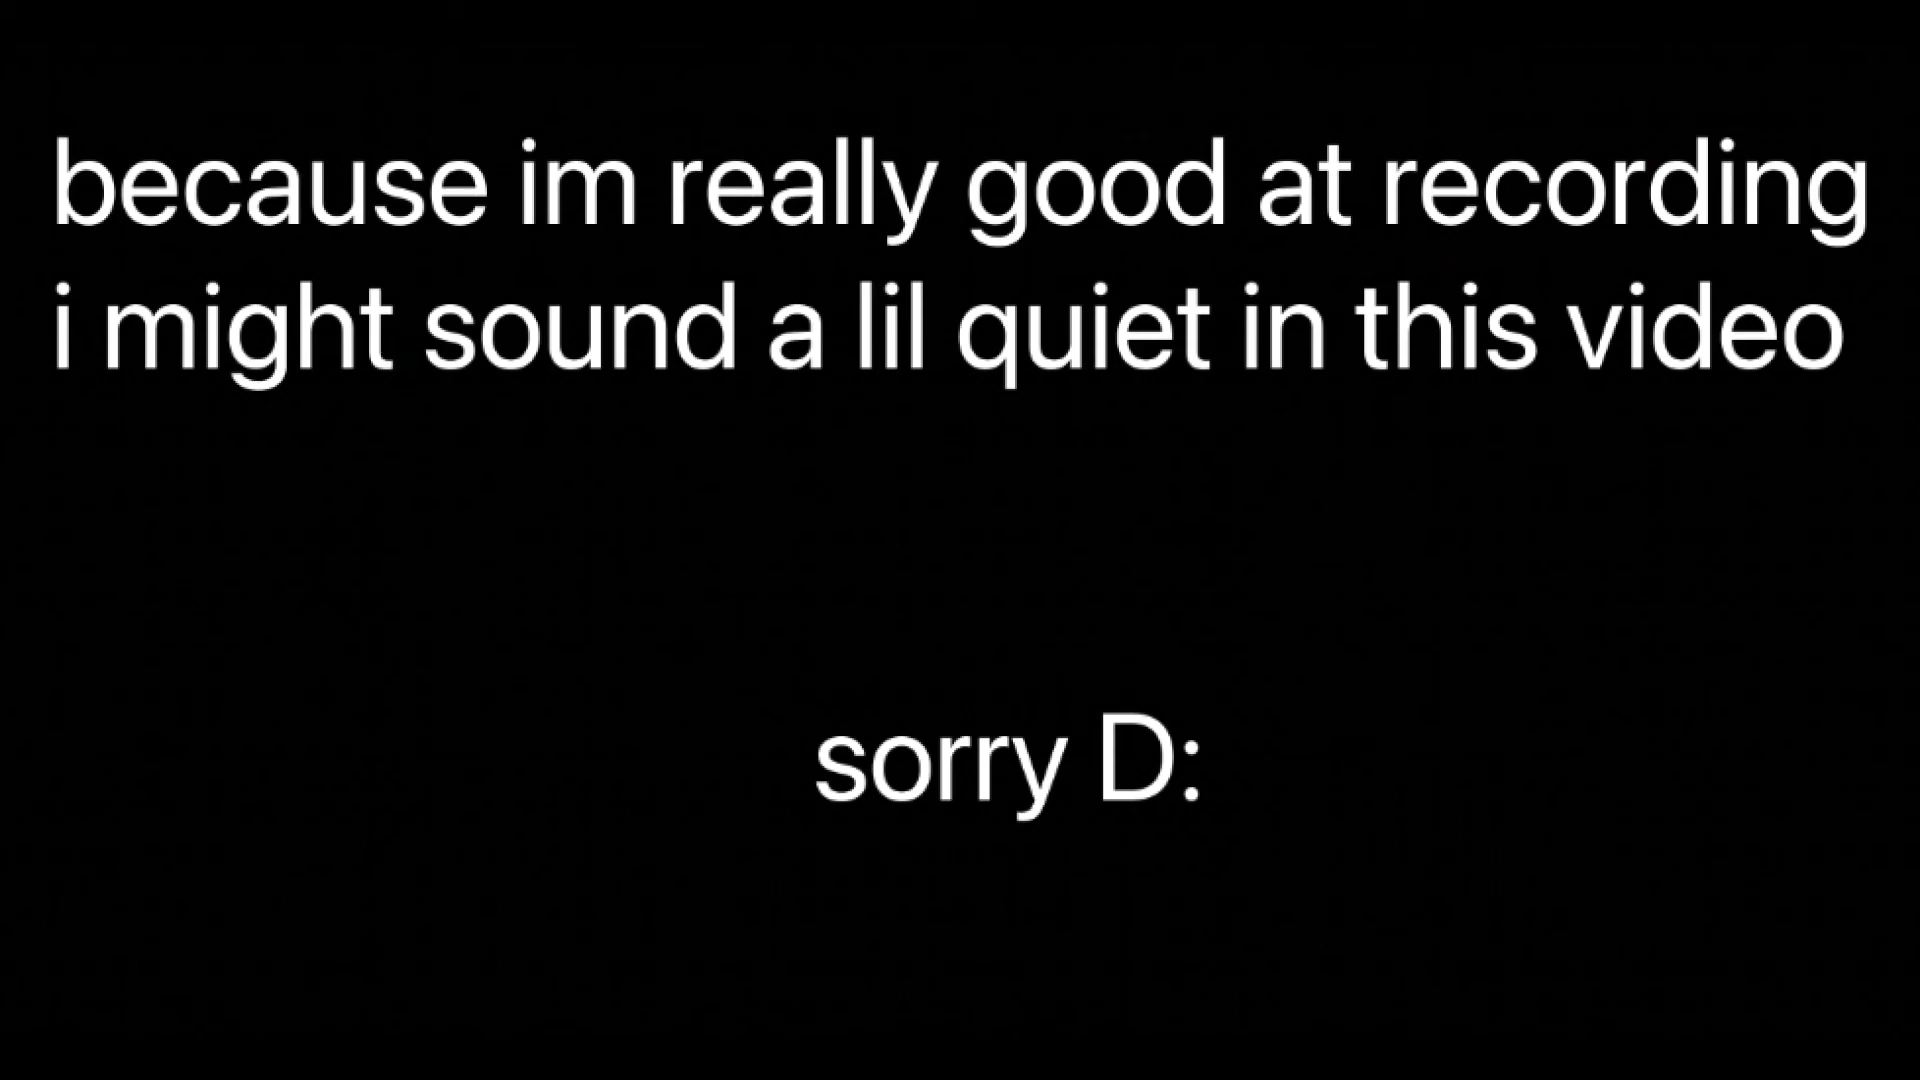 because im really good at recording
i might sound a lil quiet in this video
sorry D: